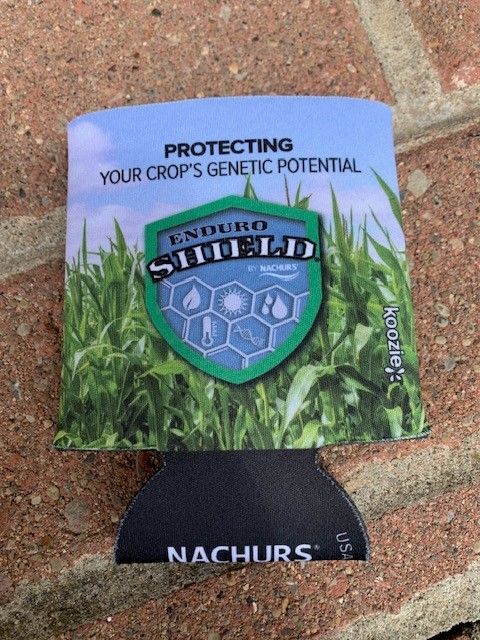 PROTECTING
YOUR CROP'S GENETIC POTENTIAL
ENDURO
SHIELD
BY NACHURS
koozie
NACHURS®
USA